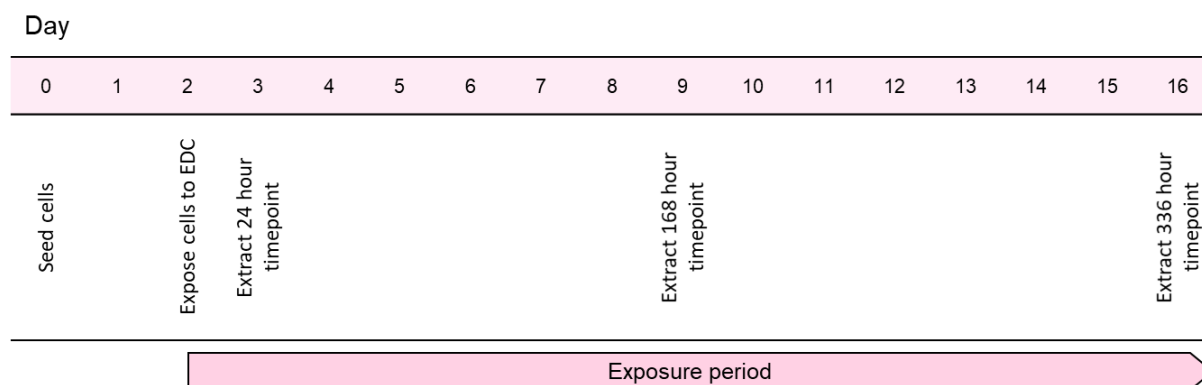 Day
0 1 2 3 4 5 6 7 8 9 10 11 12 13 14 15 16
Seed cells
Expose cells to EDC
Extract 24 hour
timepoint
Extract 168 hour
timepoint
Extract 336 hour
timepoint
Exposure period